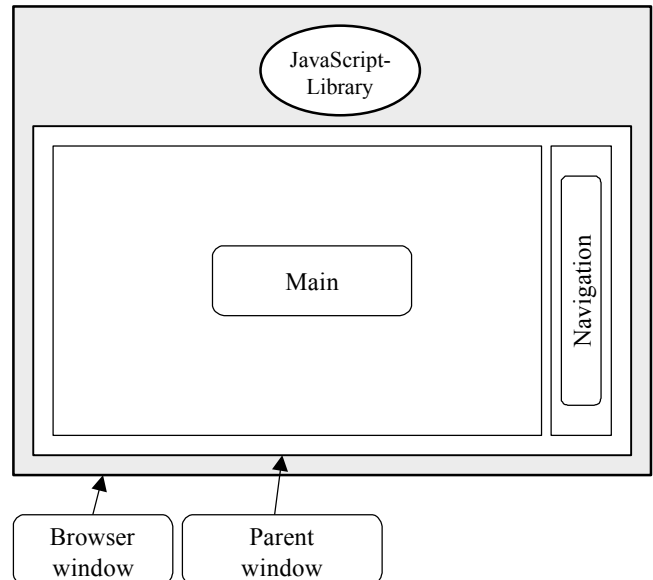 JavaScript-
Library
Main
Navigation
Browser
window
Parent
window